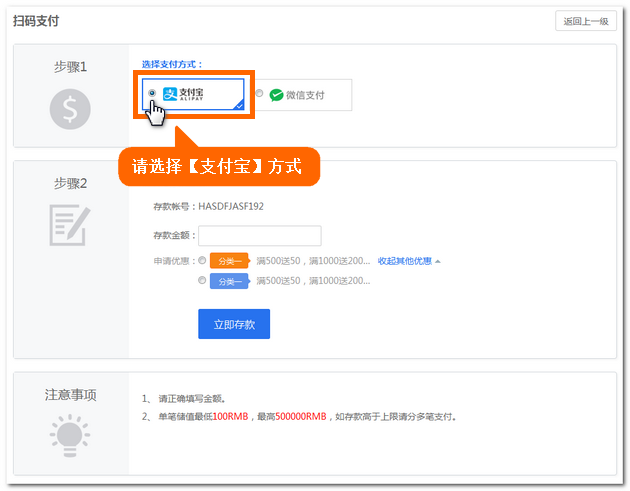 扫码支付
返回上一级
步骤1
选择支付方式：
支付宝
ALIPAY
微信支付
请选择【支付宝】方式
步骤2
存款帐号：HASDFJASF192
存款金额：
申请优惠： 分类一 满500送50，满1000送200... 收起其他优惠
分类一 满500送50，满1000送200...
立即存款
注意事项
1、 请正确填写金额。
2、 单笔储值最低100RMB，最高500000RMB，如存款高于上限请分多笔支付。